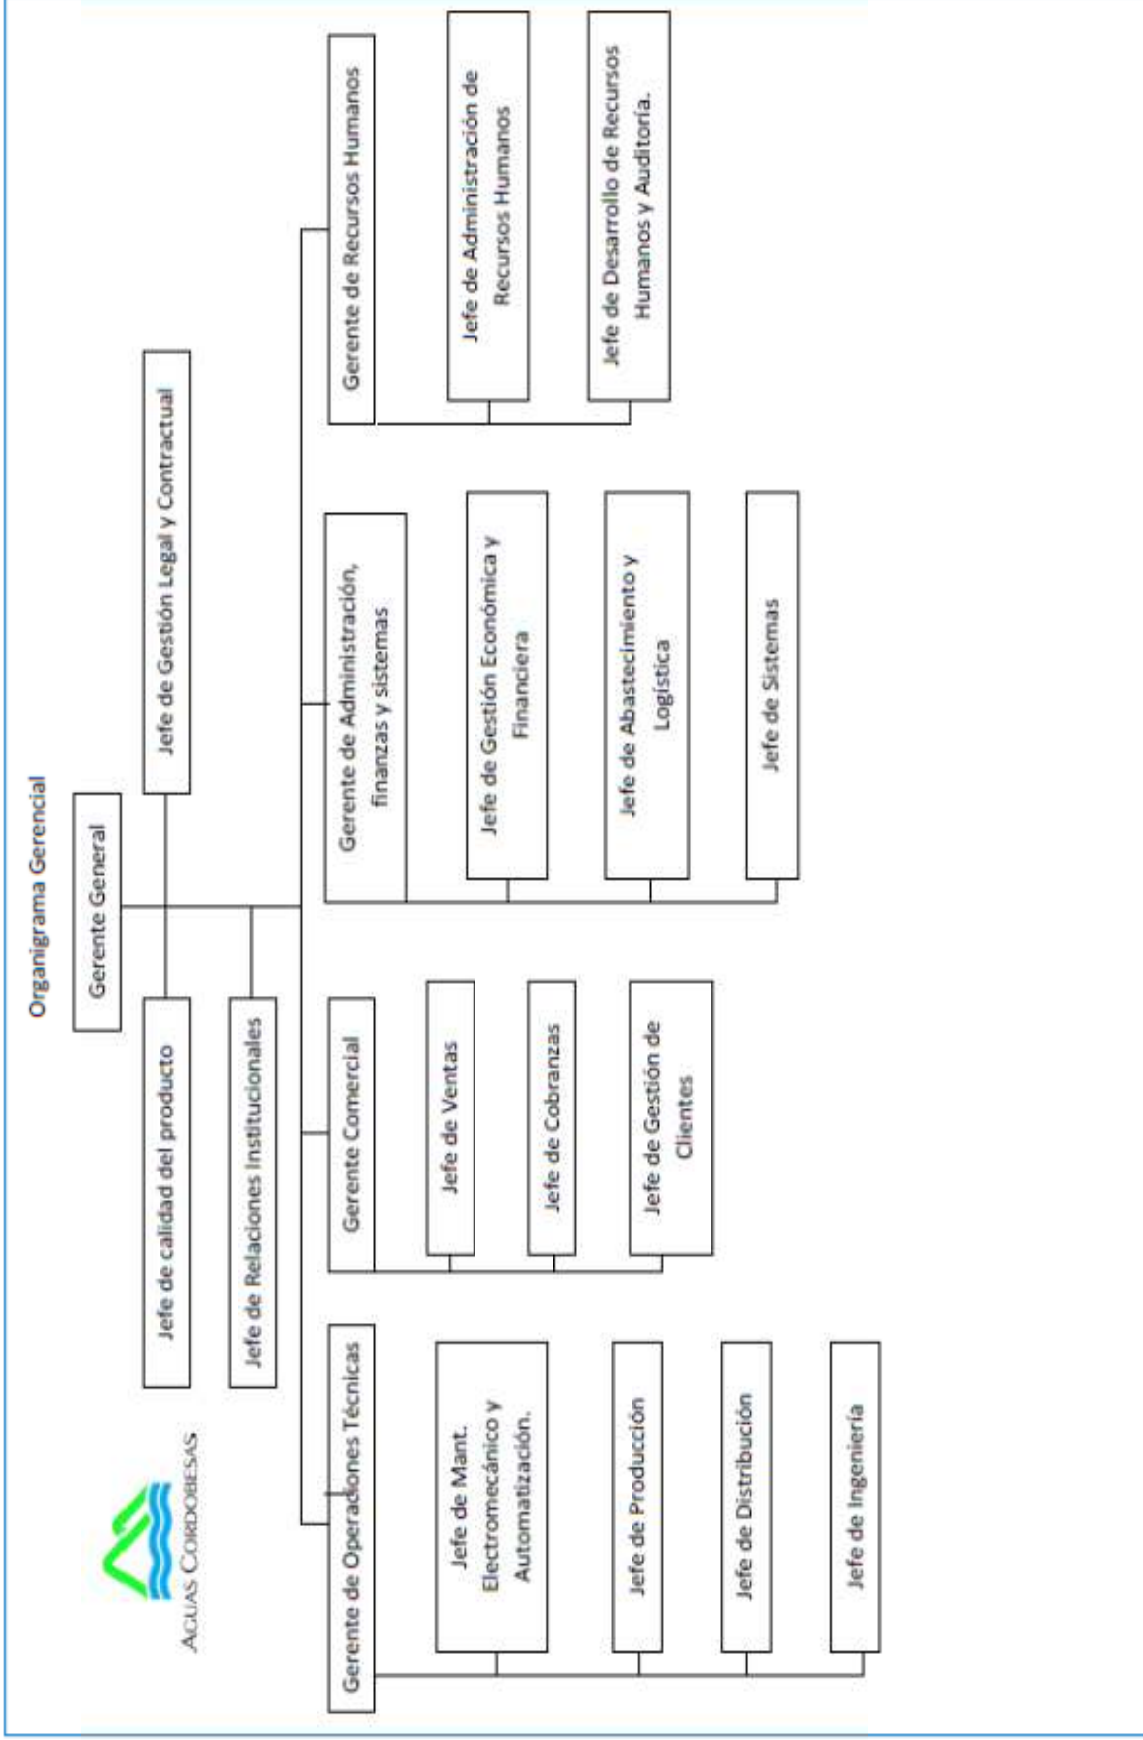 Organigrama Gerencial
AGUAS CORDOBESAS
Gerente General
Jefe de calidad del producto
Jefe de Gestión Legal y Contractual
Jefe de Relaciones Institucionales
Gerente de Operaciones Técnicas
Jefe de Mant.
Electromecánico y
Automatización.
Jefe de Producción
Jefe de Distribución
Jefe de Ingeniería
Gerente Comercial
Jefe de Ventas
Jefe de Cobranzas
Jefe de Gestión de
Clientes
Gerente de Administración,
finanzas y sistemas
Jefe de Gestión Económica y
Financiera
Jefe de Abastecimiento y
Logística
Jefe de Sistemas
Gerente de Recursos Humanos
Jefe de Administración de
Recursos Humanos
Jefe de Desarrollo de Recursos
Humanos y Auditoría.